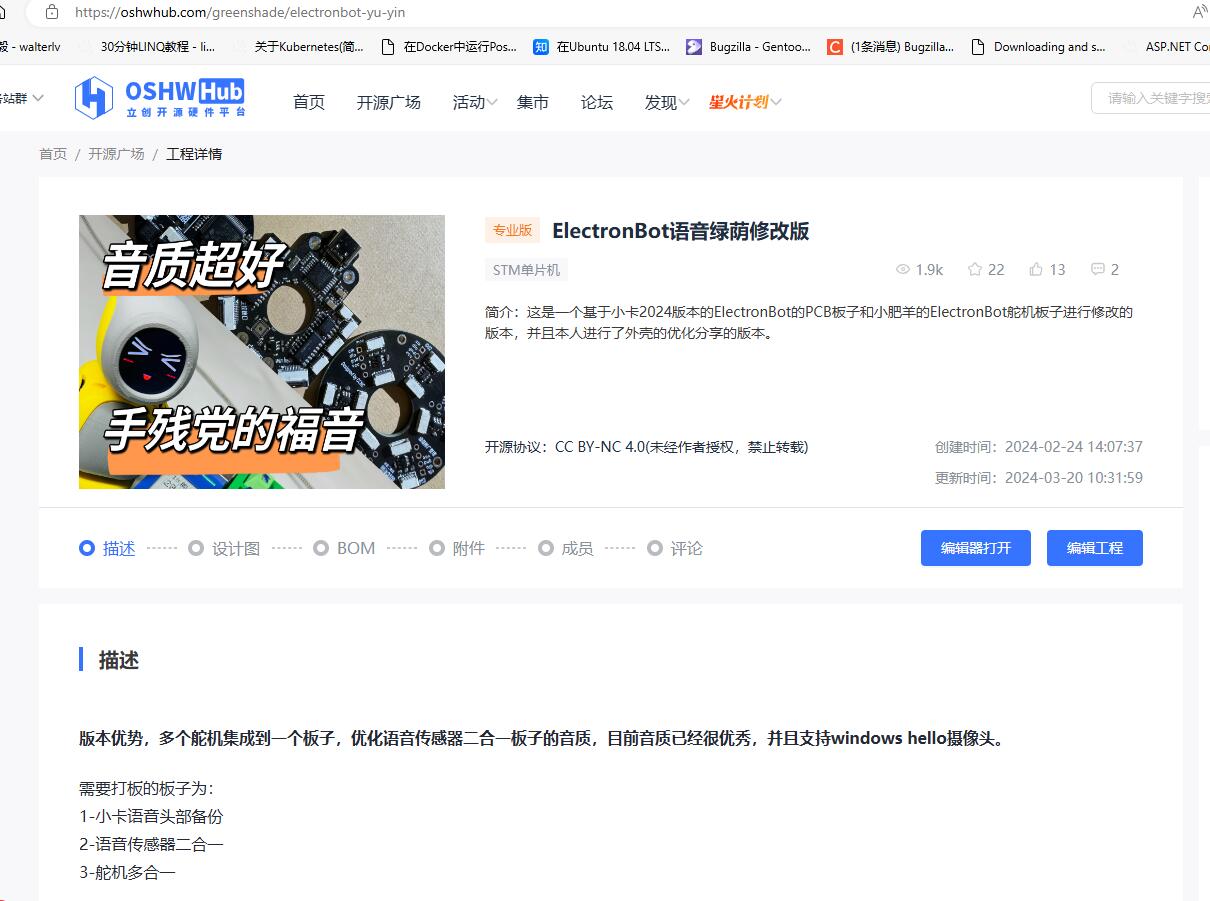 https://oshwhub.com/greenshade/electronbot-yu-yin
- walterlv 30分钟LINQ教程 - li... 关于Kubernetes(简... 在Docker中运行Pos... 知 在Ubuntu 18.04 LTS... Bugzilla - Gentoo... C (1条消息) Bugzilla... Downloading and s... ASP.NET Co
站群 OSHWHub 立创开源硬件平台 首页 开源广场 活动 集市 论坛 发现 星火计划 请输入关键字搜
首页 / 开源广场 / 工程详情
音质超好
手残党的福音
专业版 ElectronBot语音绿荫修改版
STM单片机 1.9k 22 13 2
简介：这是一个基于小卡2024版本的ElectronBot的PCB板子和小肥羊的ElectronBot舵机板子进行修改的
版本，并且本人进行了外壳的优化分享的版本。
开源协议：CC BY-NC 4.0(未经作者授权，禁止转载) 创建时间：2024-02-24 14:07:37
更新时间：2024-03-20 10:31:59
描述 设计图 BOM 附件 成员 评论 编辑器打开 编辑工程
描述
版本优势，多个舵机集成到一个板子，优化语音传感器二合一板子的音质，目前音质已经很优秀，并且支持windows hello摄像头。
需要打板的板子为：
1-小卡语音头部备份
2-语音传感器二合一
3-舵机多合一